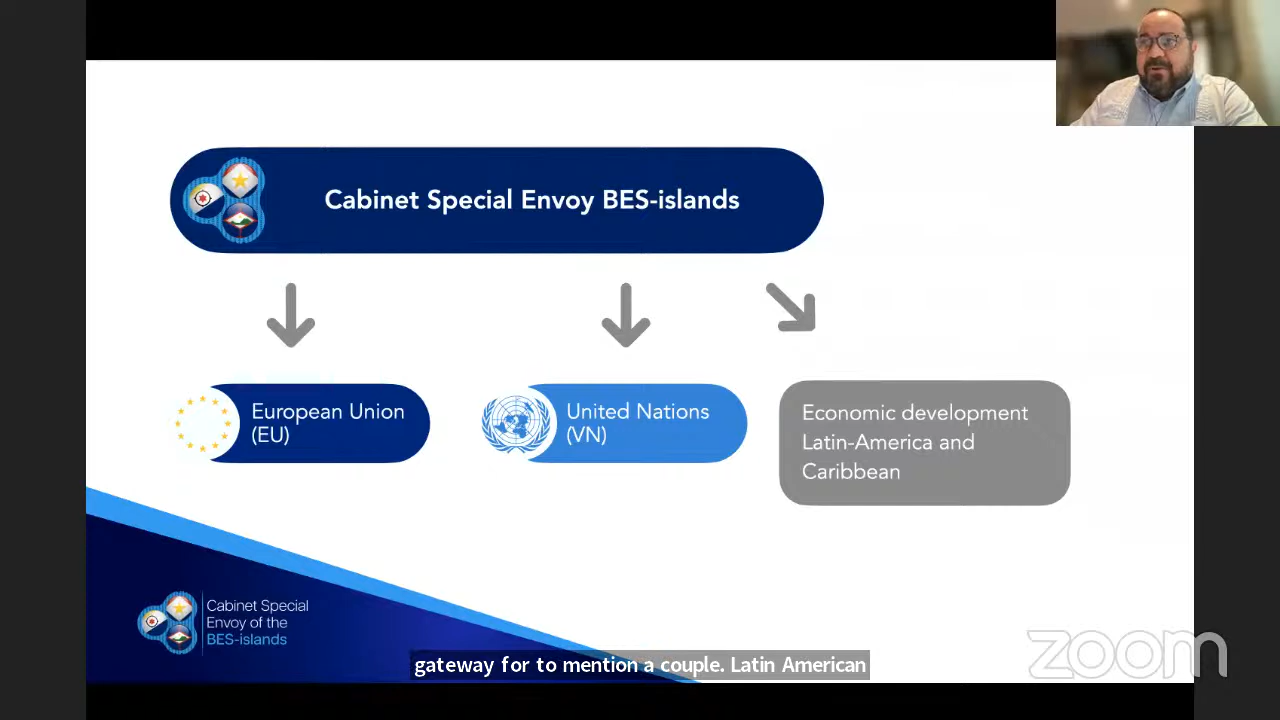 Cabinet Special Envoy BES-islands
European Union
(EU)
United Nations
(VN)
Economic development
Latin-America and
Caribbean
Cabinet Special
Envoy of the
BES-islands
gateway for to mention a couple. Latin American
zoom